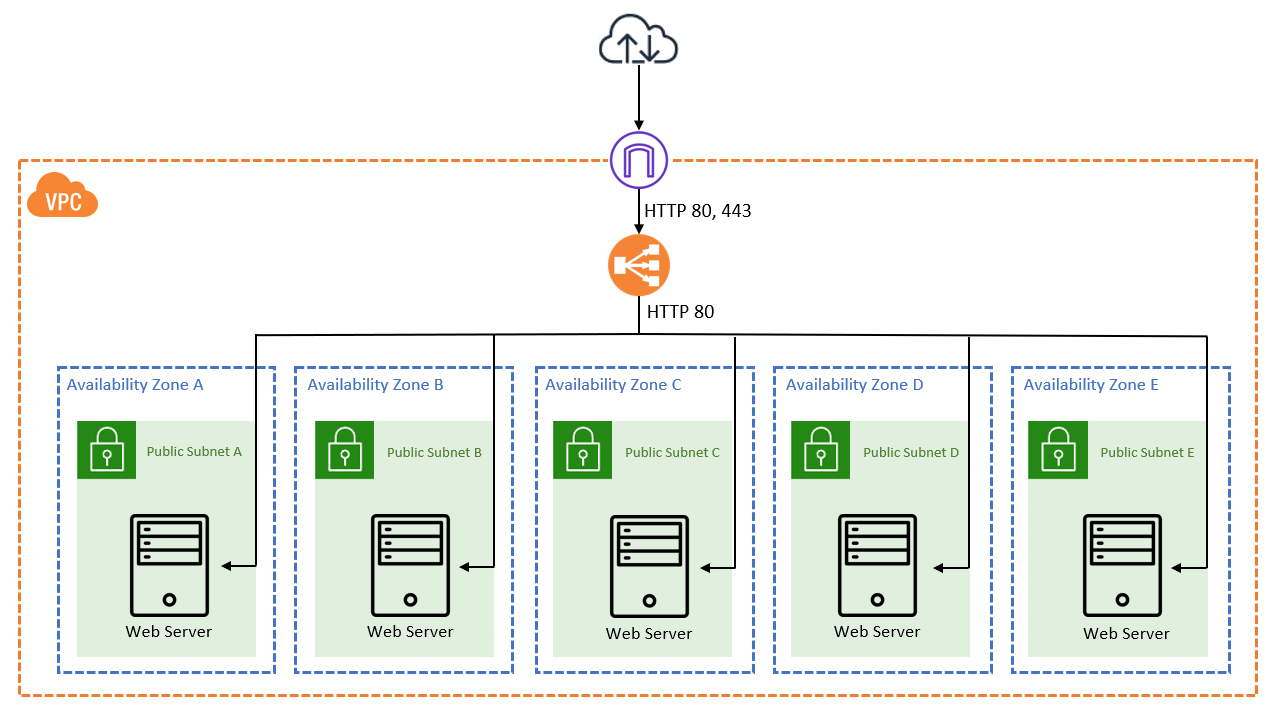 VPC
HTTP 80, 443
HTTP 80
Availability Zone A
Availability Zone B
Availability Zone C
Availability Zone D
Availability Zone E
Public Subnet A
Public Subnet B
Public Subnet C
Public Subnet D
Public Subnet E
Web Server
Web Server
Web Server
Web Server
Web Server